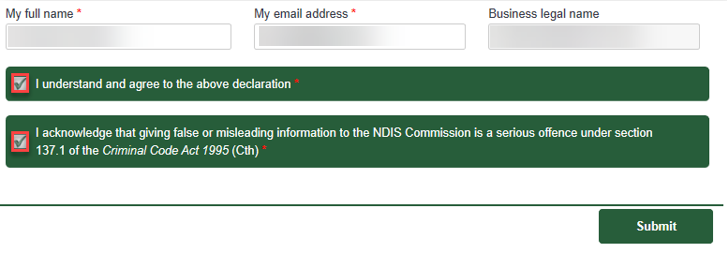 My full name *
My email address *
Business legal name
I understand and agree to the above declaration *
I acknowledge that giving false or misleading information to the NDIS Commission is a serious offence under section
137.1 of the Criminal Code Act 1995 (Cth) *
Submit